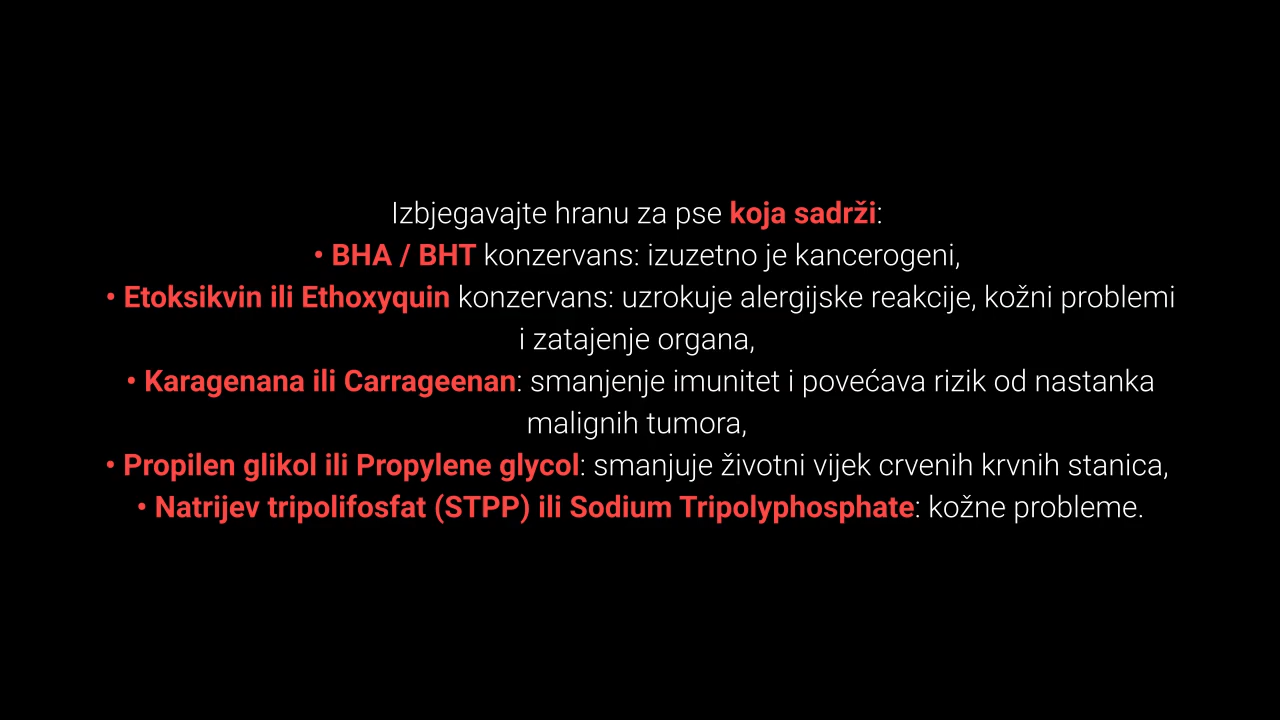 Izbjegavajte hranu za pse koja sadrži:
• BHA / BHT konzervans: izuzetno je kancerogeni,
• Etoksikvin ili Ethoxyquin konzervans: uzrokuje alergijske reakcije, kožni problemi
i zatajenje organa,
• Karagenana ili Carrageenan: smanjenje imunitet i povećava rizik od nastanka
malignih tumora,
• Propilen glikol ili Propylene glycol: smanjuje životni vijek crvenih krvnih stanica,
• Natrijev tripolifosfat (STPP) ili Sodium Tripolyphosphate: kožne probleme.